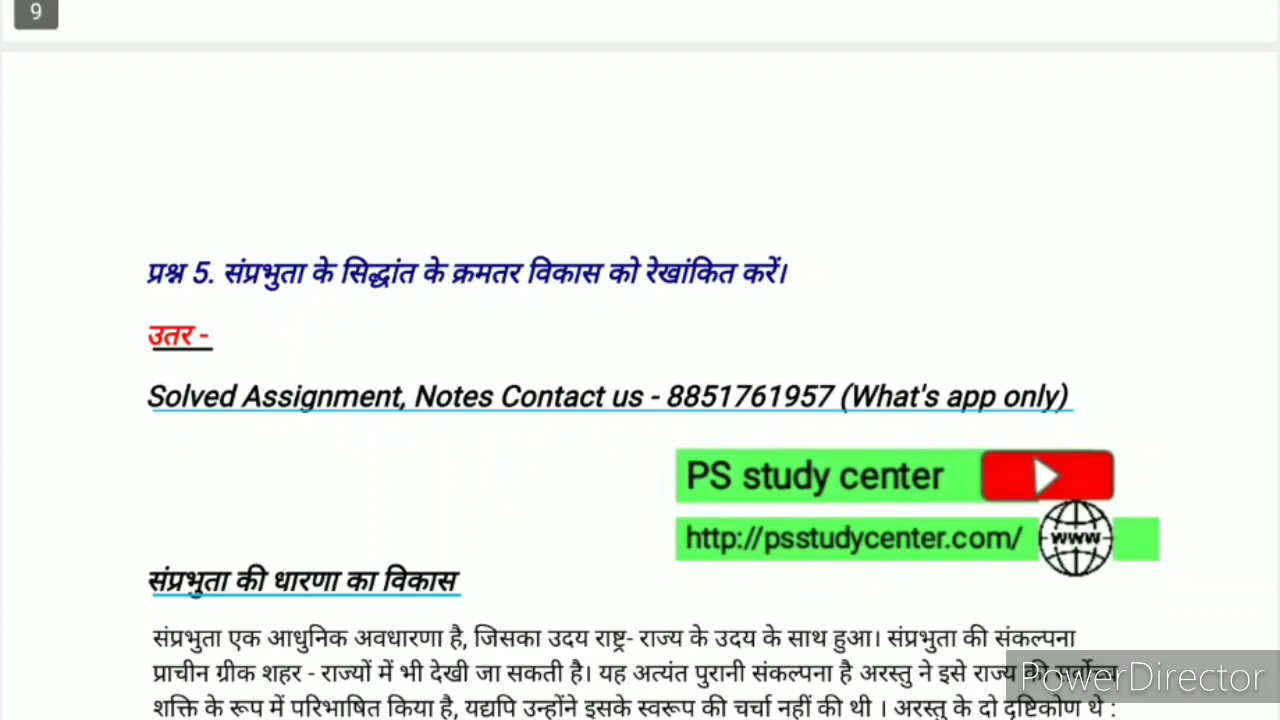 9
प्रश्न 5. संप्रभुता के सिद्धांत के क्रमतर विकास को रेखांकित करें।
उतर -
Solved Assignment, Notes Contact us - 8851761957 (What's app only)
PS study center
http://psstudycenter.com/
www
संप्रभुता की धारणा का विकास
संप्रभुता एक आधुनिक अवधारणा है, जिसका उदय राष्ट्र- राज्य के उदय के साथ हुआ। संप्रभुता की संकल्पना
प्राचीन ग्रीक शहर - राज्यों में भी देखी जा सकती है। यह अत्यंत पुरानी संकल्पना है अरस्तु ने इसे राज्य की सर्वोच्च
शक्ति के रूप में परिभाषित किया है, यद्यपि उन्होंने इसके स्वरूप की चर्चा नहीं की थी । अरस्तु के दो दृष्टिकोण थे :
PowerDirector